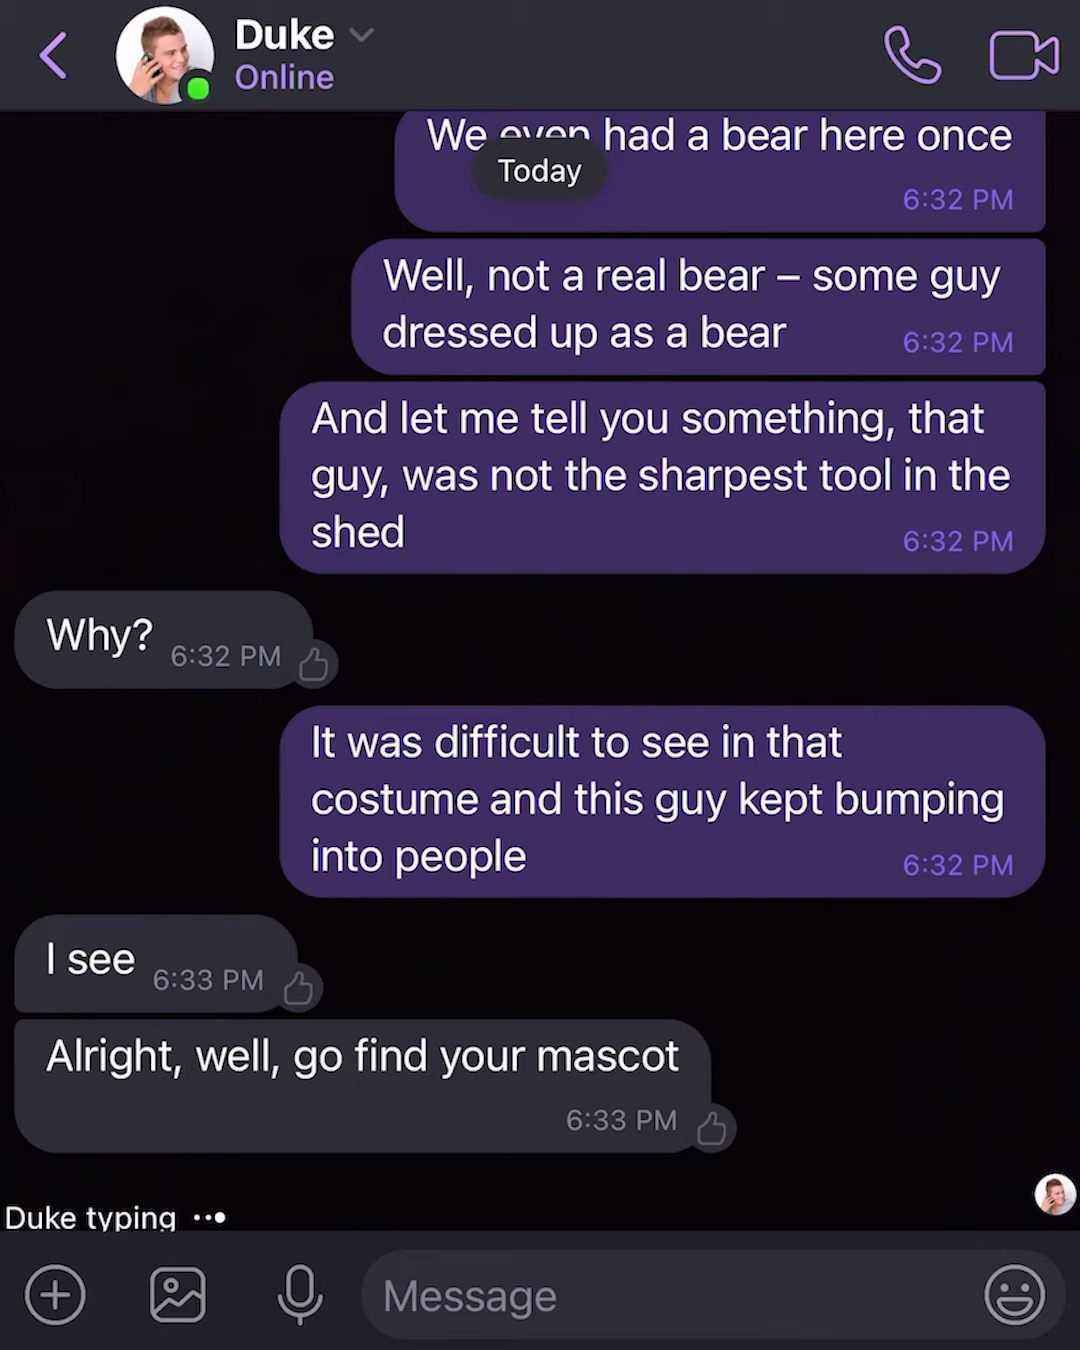 Duke
Online
We even had a bear here once
Today
6:32 PM
Well, not a real bear – some guy
dressed up as a bear
6:32 PM
And let me tell you something, that
guy, was not the sharpest tool in the
shed
6:32 PM
Why?
6:32 PM
It was difficult to see in that
costume and this guy kept bumping
into people
6:32 PM
I see
6:33 PM
Alright, well, go find your mascot
6:33 PM
Duke typing
Message